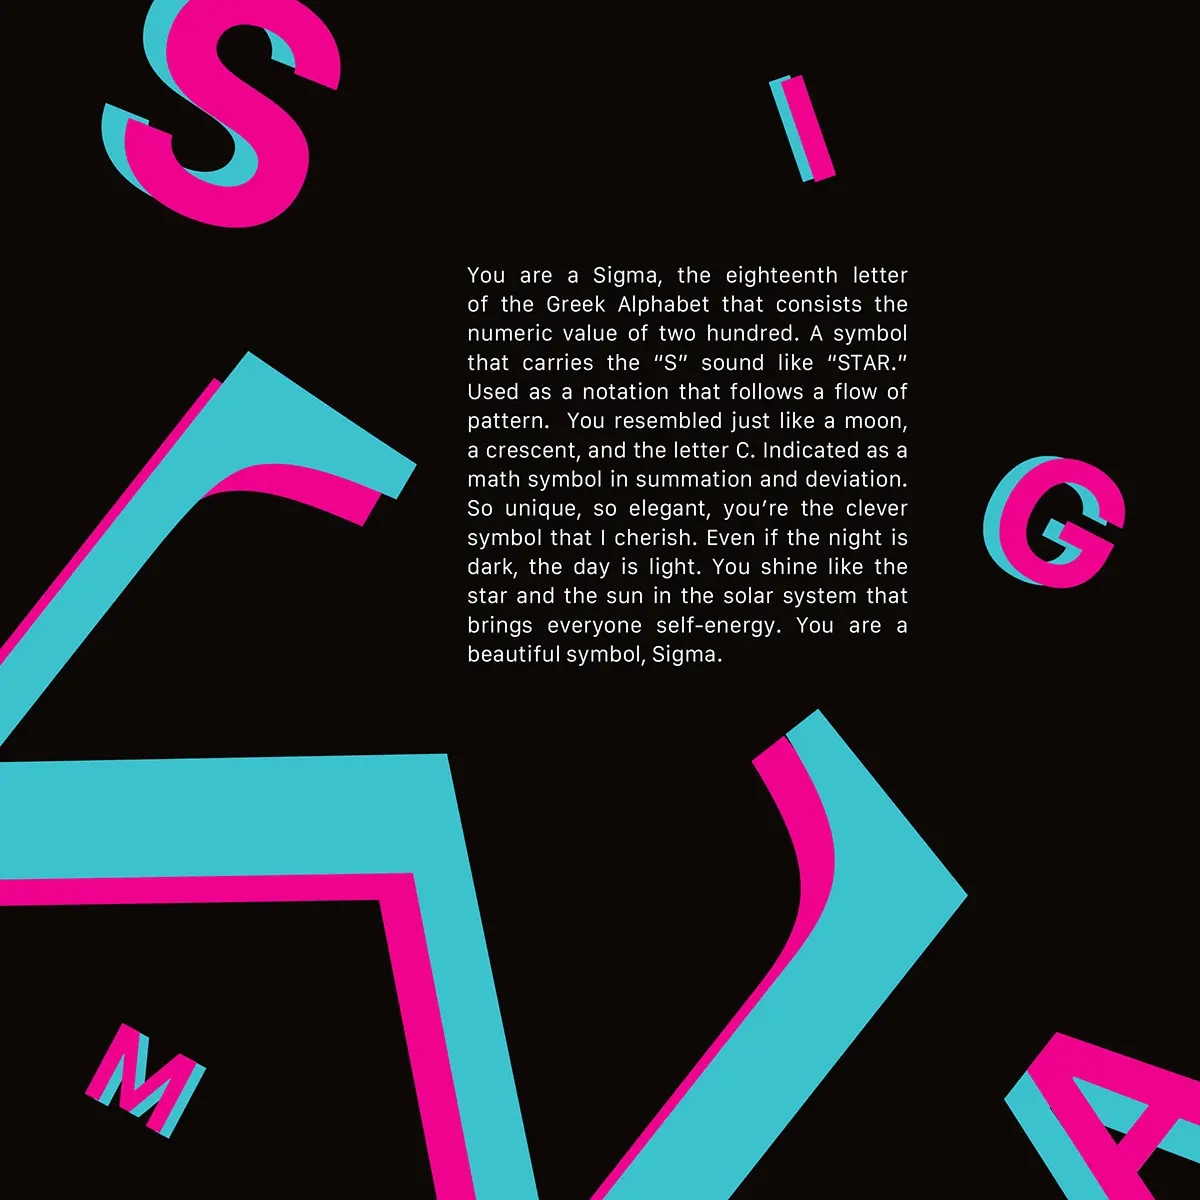 S
I
You are a Sigma, the eighteenth letter
of the Greek Alphabet that consists the
numeric value of two hundred. A symbol
that carries the “S” sound like “STAR.”
Used as a notation that follows a flow of
pattern.  You resembled just like a moon,
a crescent, and the letter C. Indicated as a
math symbol in summation and deviation.
So unique, so elegant, you’re the clever
symbol that I cherish. Even if the night is
dark, the day is light. You shine like the
star and the sun in the solar system that
brings everyone self-energy. You are a
beautiful symbol, Sigma.
G
M
A